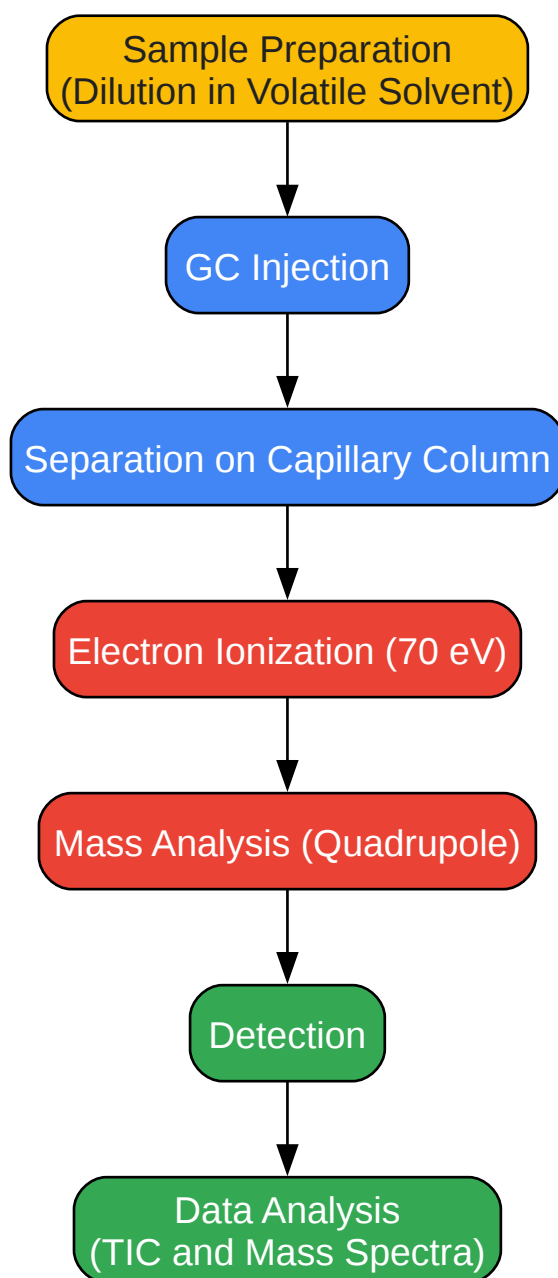 Sample Preparation
(Dilution in Volatile Solvent)
GC Injection
Separation on Capillary Column
Electron Ionization (70 eV)
Mass Analysis (Quadrupole)
Detection
Data Analysis
(TIC and Mass Spectra)